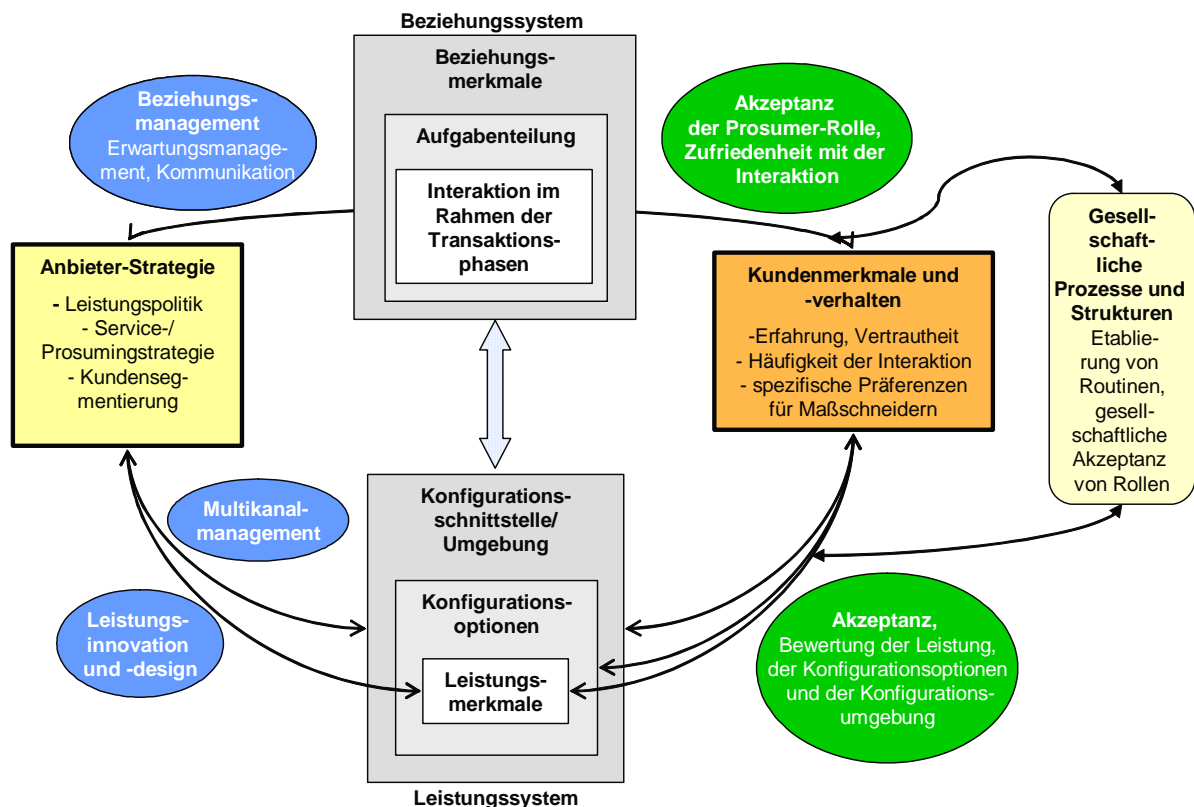 Beziehungssystem
Beziehungs-
merkmale
Aufgabenteilung
Interaktion im
Rahmen der
Transaktions-
phasen
Beziehungs-
management
Erwartungsmanage-
ment, Kommunikation
Akzeptanz
der Prosumer-Rolle,
Zufriedenheit mit der
Interaktion
Anbieter-Strategie
- Leistungspolitik
- Service-/
Prosumingstrategie
- Kundenseg-
mentierung
Kundenmerkmale und
-verhalten
-Erfahrung, Vertrautheit
- Häufigkeit der Interaktion
- spezifische Präferenzen
für Maßschneidern
Gesell-
schaft-
liche
Prozesse und
Strukturen
Etablie-
rung von
Routinen,
gesell-
schaftliche
Akzeptanz
von Rollen
Multikanal-
management
Leistungs-
innovation
und -design
Konfigurations-
schnittstelle/
Umgebung
Konfigurations-
optionen
Leistungs-
merkmale
Akzeptanz,
Bewertung der Leistung,
der Konfigurationsoptionen
und der Konfigurations-
umgebung
Leistungssystem